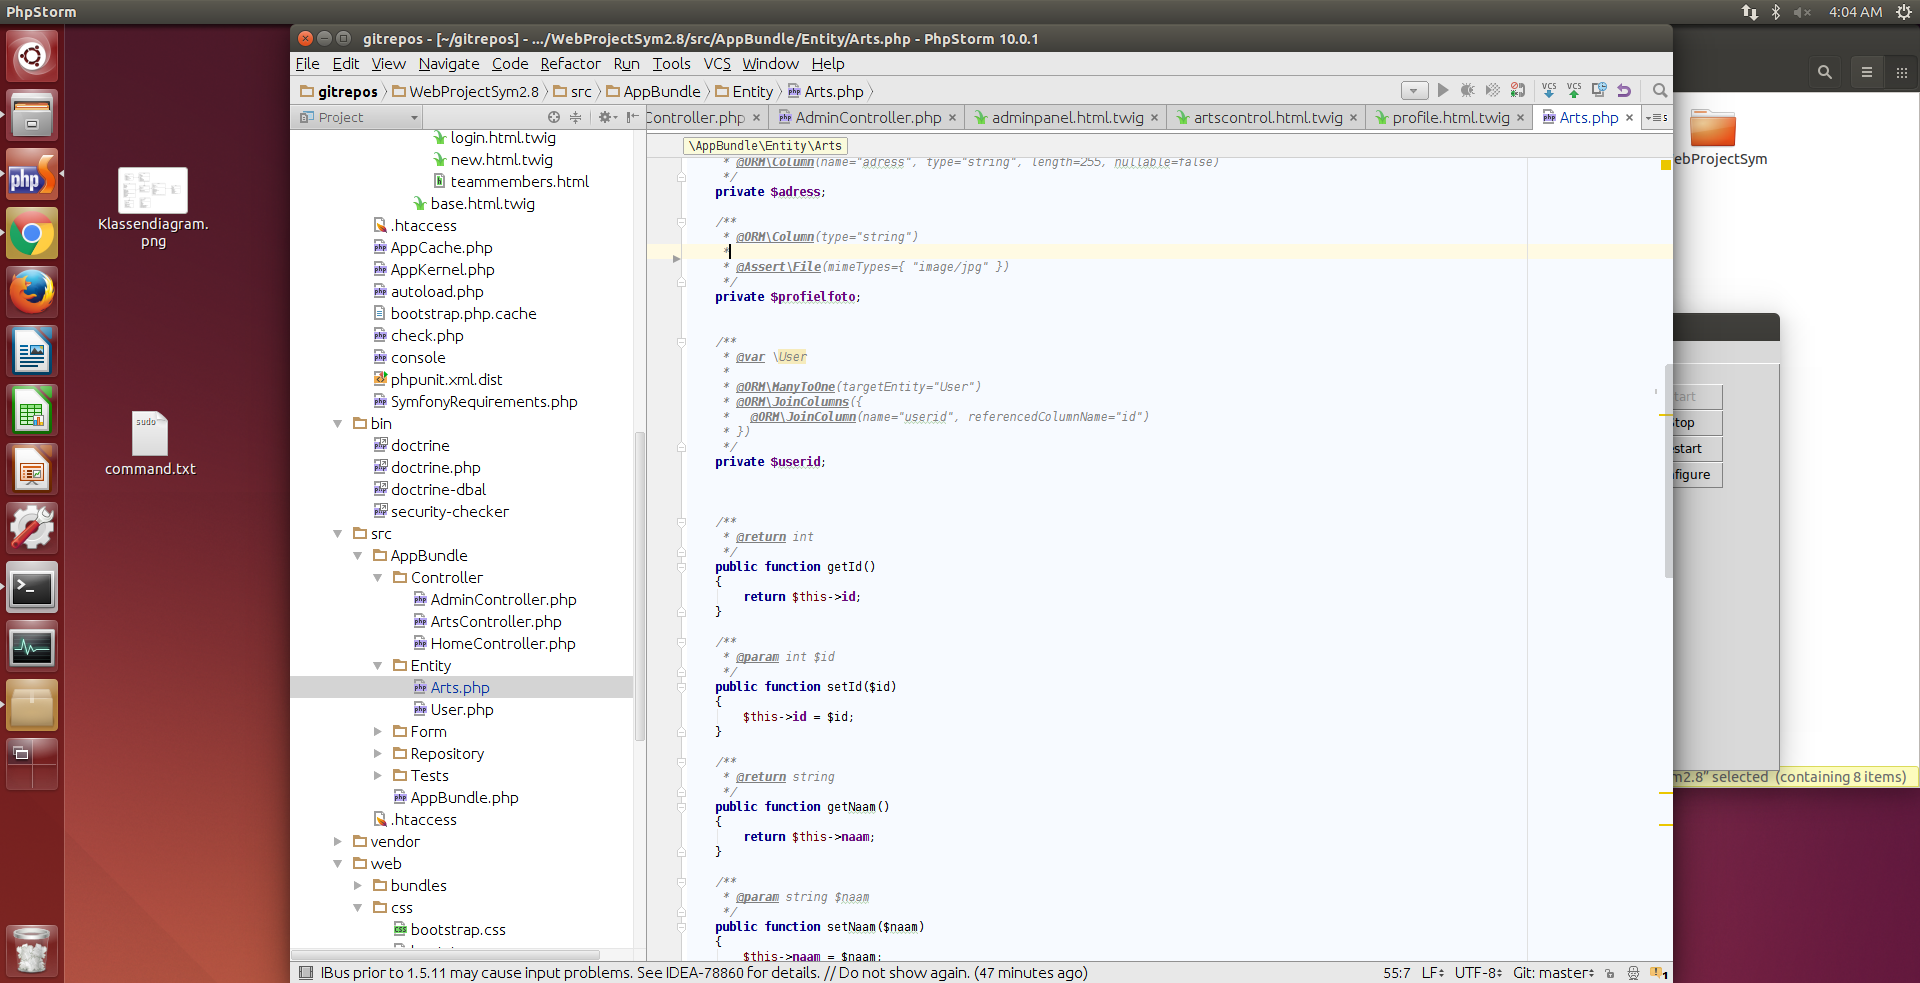 PhpStorm
4:04 AM
gitrepos - [~/gitrepos] - .../WebProjectSym2.8/src/AppBundle/Entity/Arts.php - PhpStorm 10.0.1
File Edit View Navigate Code Refactor Run Tools VCS Window Help
gitrepos WebProjectSym2.8 src AppBundle Entity Arts.php
VCS VCS
Project
Controller.php AdminController.php adminpanel.html.twig artscontrol.html.twig profile.html.twig Arts.php
\AppBundle\Entity\Arts
login.html.twig
new.html.twig
teammembers.html
base.html.twig
.htaccess
AppCache.php
AppKernel.php
autoload.php
bootstrap.php.cache
check.php
console
phpunit.xml.dist
SymfonyRequirements.php
bin
doctrine
doctrine.php
doctrine-dbal
security-checker
src
AppBundle
Controller
AdminController.php
ArtsController.php
HomeController.php
Entity
Arts.php
User.php
Form
Repository
Tests
AppBundle.php
.htaccess
vendor
web
bundles
css
bootstrap.css
* @ORM\Column(name="adress", type="string", length=255, nullable=false)
*/
private $adress;
/**
* @ORM\Column(type="string")
*
* @Assert\File(mimeTypes={ "image/jpg" })
*/
private $profielfoto;
/**
* @var \User
*
* @ORM\ManyToOne(targetEntity="User")
* @ORM\JoinColumns({
*   @ORM\JoinColumn(name="userid", referencedColumnName="id")
* })
*/
private $userid;
/**
* @return int
*/
public function getId()
{
return $this->id;
}
/**
* @param int $id
*/
public function setId($id)
{
$this->id = $id;
}
/**
* @return string
*/
public function getNaam()
{
return $this->naam;
}
/**
* @param string $naam
*/
public function setNaam($naam)
{
$this->naam = $naam;
IBus prior to 1.5.11 may cause input problems. See IDEA-78860 for details. // Do not show again. (47 minutes ago)
55:7 LF UTF-8 Git: master
Klassendiagram.
png
sudo
command.txt
ebProjectSym
tart
top
estart
figure
m2.8" selected (containing 8 items)